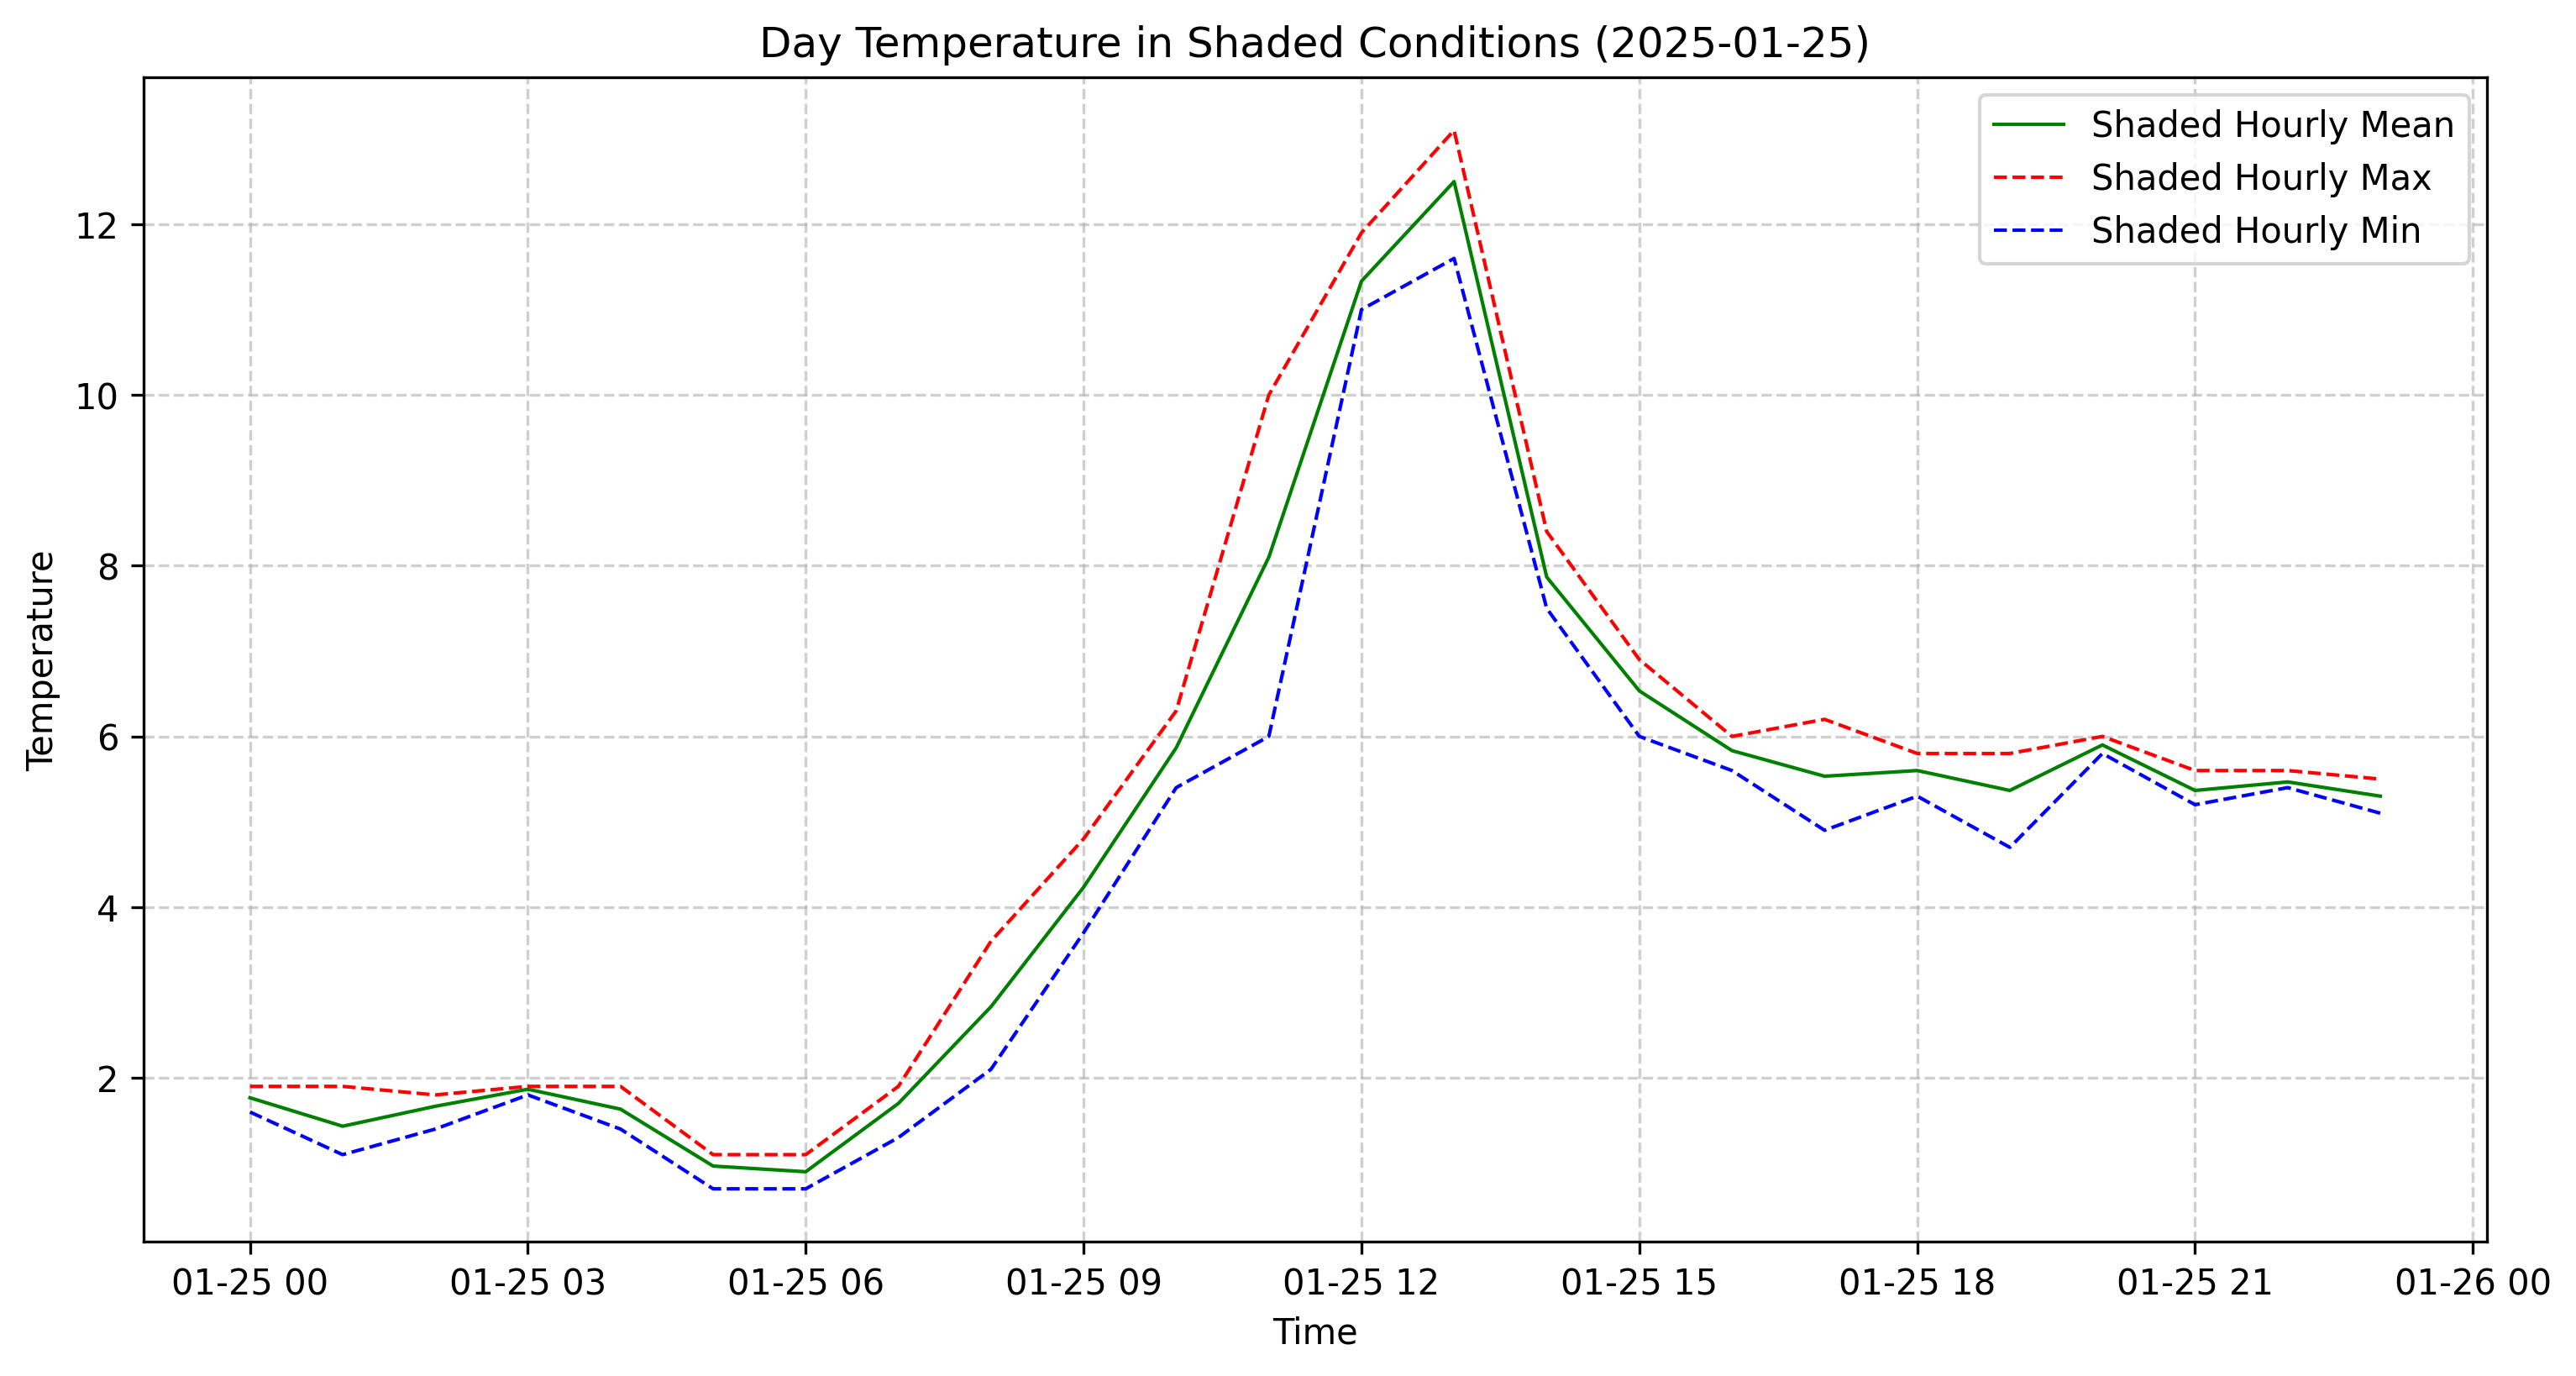 Day Temperature in Shaded Conditions (2025-01-25)
Shaded Hourly Mean
Shaded Hourly Max
Shaded Hourly Min
Temperature
12
10
8
6
4
2
01-25 00
01-25 03
01-25 06
01-25 09
01-25 12
01-25 15
01-25 18
01-25 21
01-26 00
Time